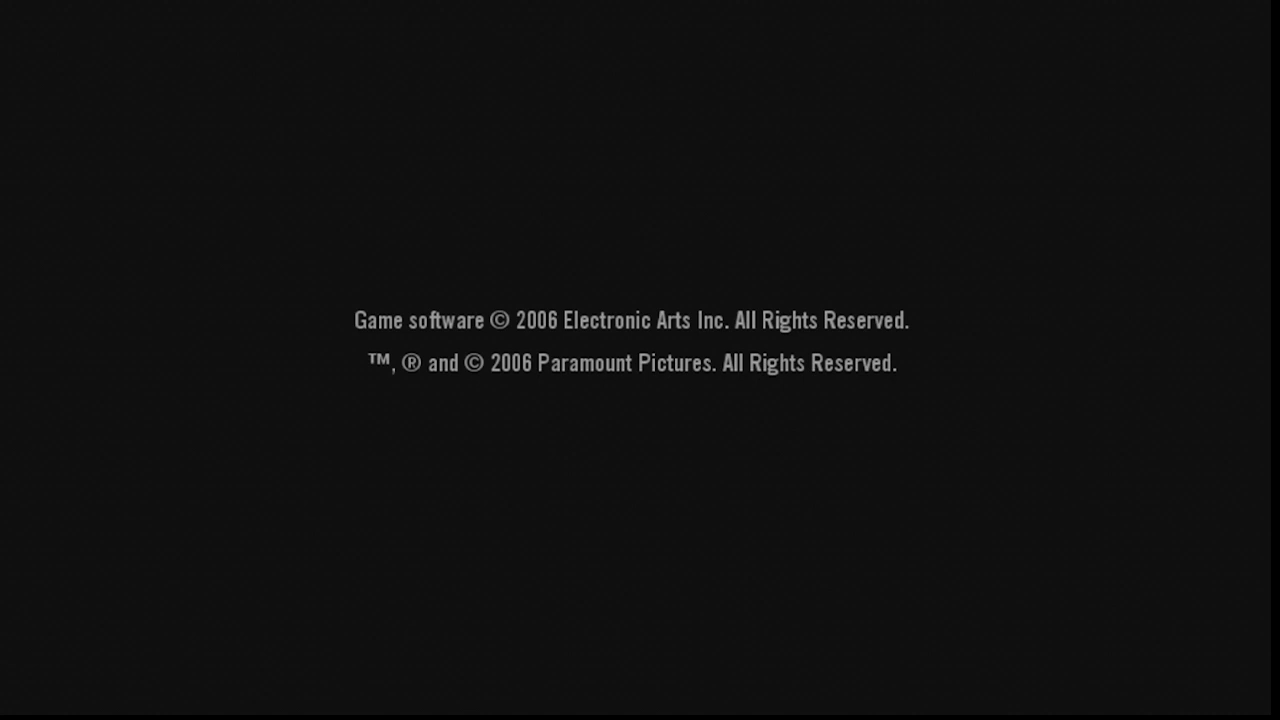 Game software © 2006 Electronic Arts Inc. All Rights Reserved.
™, ® and © 2006 Paramount Pictures. All Rights Reserved.